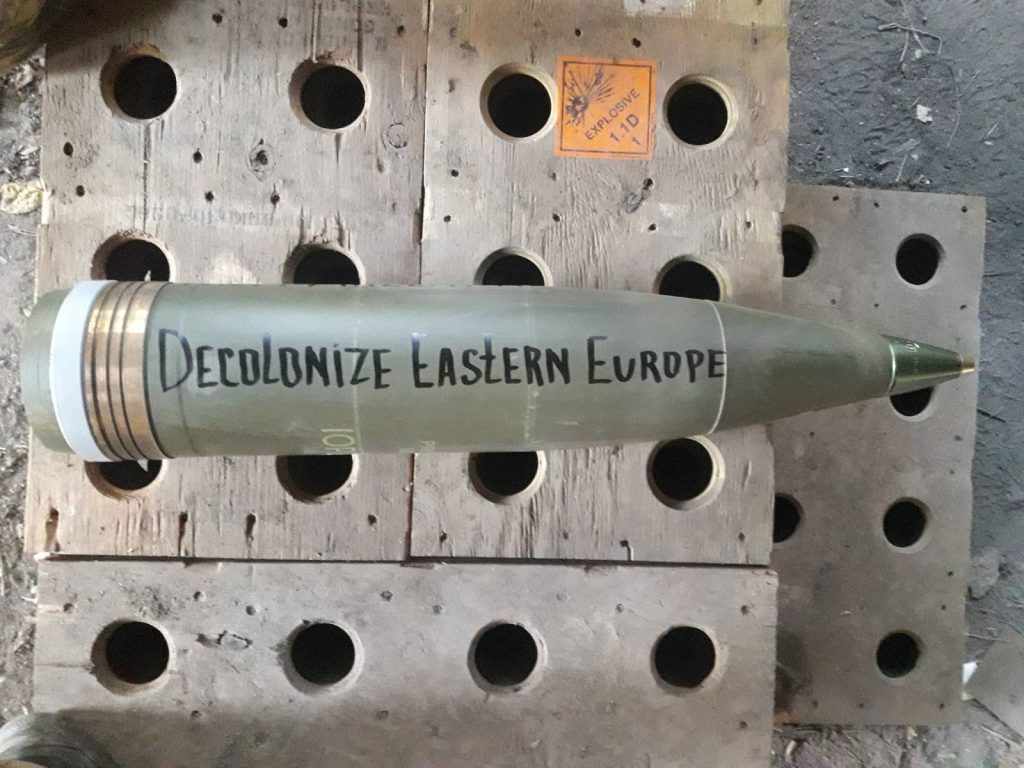 EXPLOSIVE
1.1D
1
DECOLONIZE EASTERN EUROPE